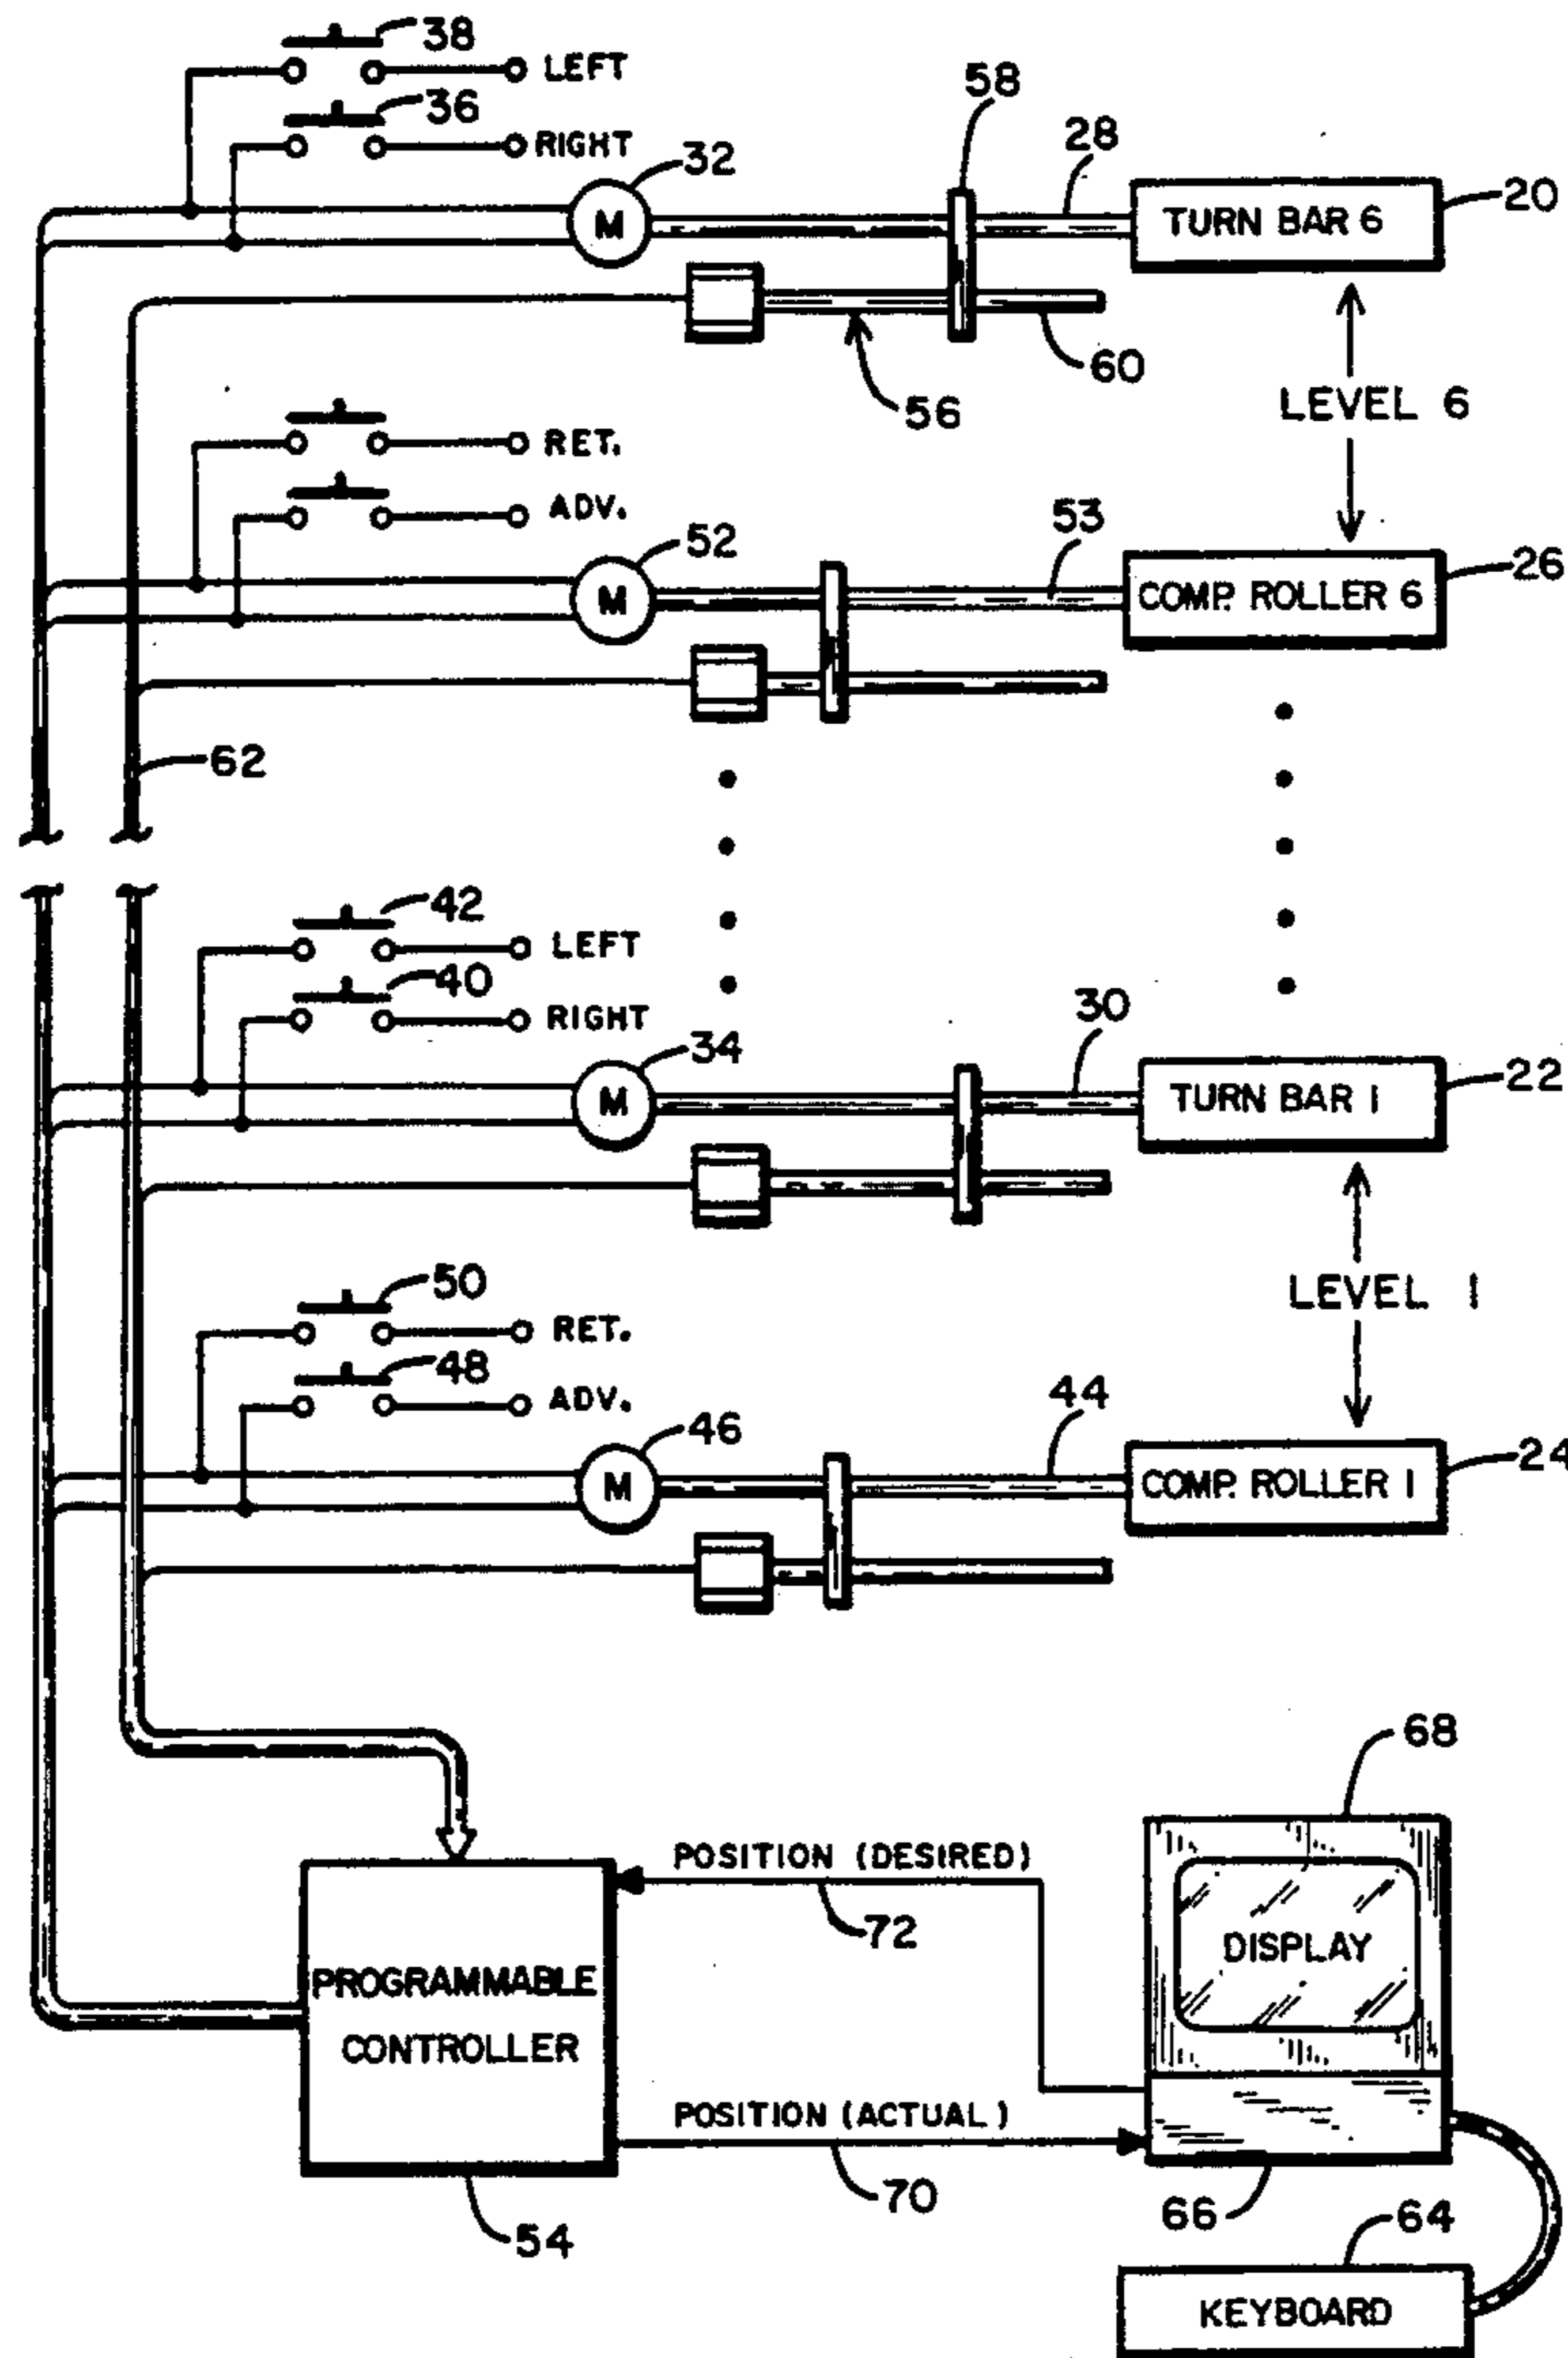 38
LEFT
36
RIGHT
32
M
58
28
TURN BAR 6
20
60
56
LEVEL 6
RET.
ADV.
52
M
53
COMP. ROLLER 6
26
62
42
LEFT
40
RIGHT
34
M
30
TURN BAR 1
22
50
RET.
LEVEL 1
48
ADV.
46
M
44
COMP. ROLLER 1
24
68
POSITION (DESIRED)
72
DISPLAY
PROGRAMMABLE
CONTROLLER
POSITION (ACTUAL)
70
66
54
64
KEYBOARD